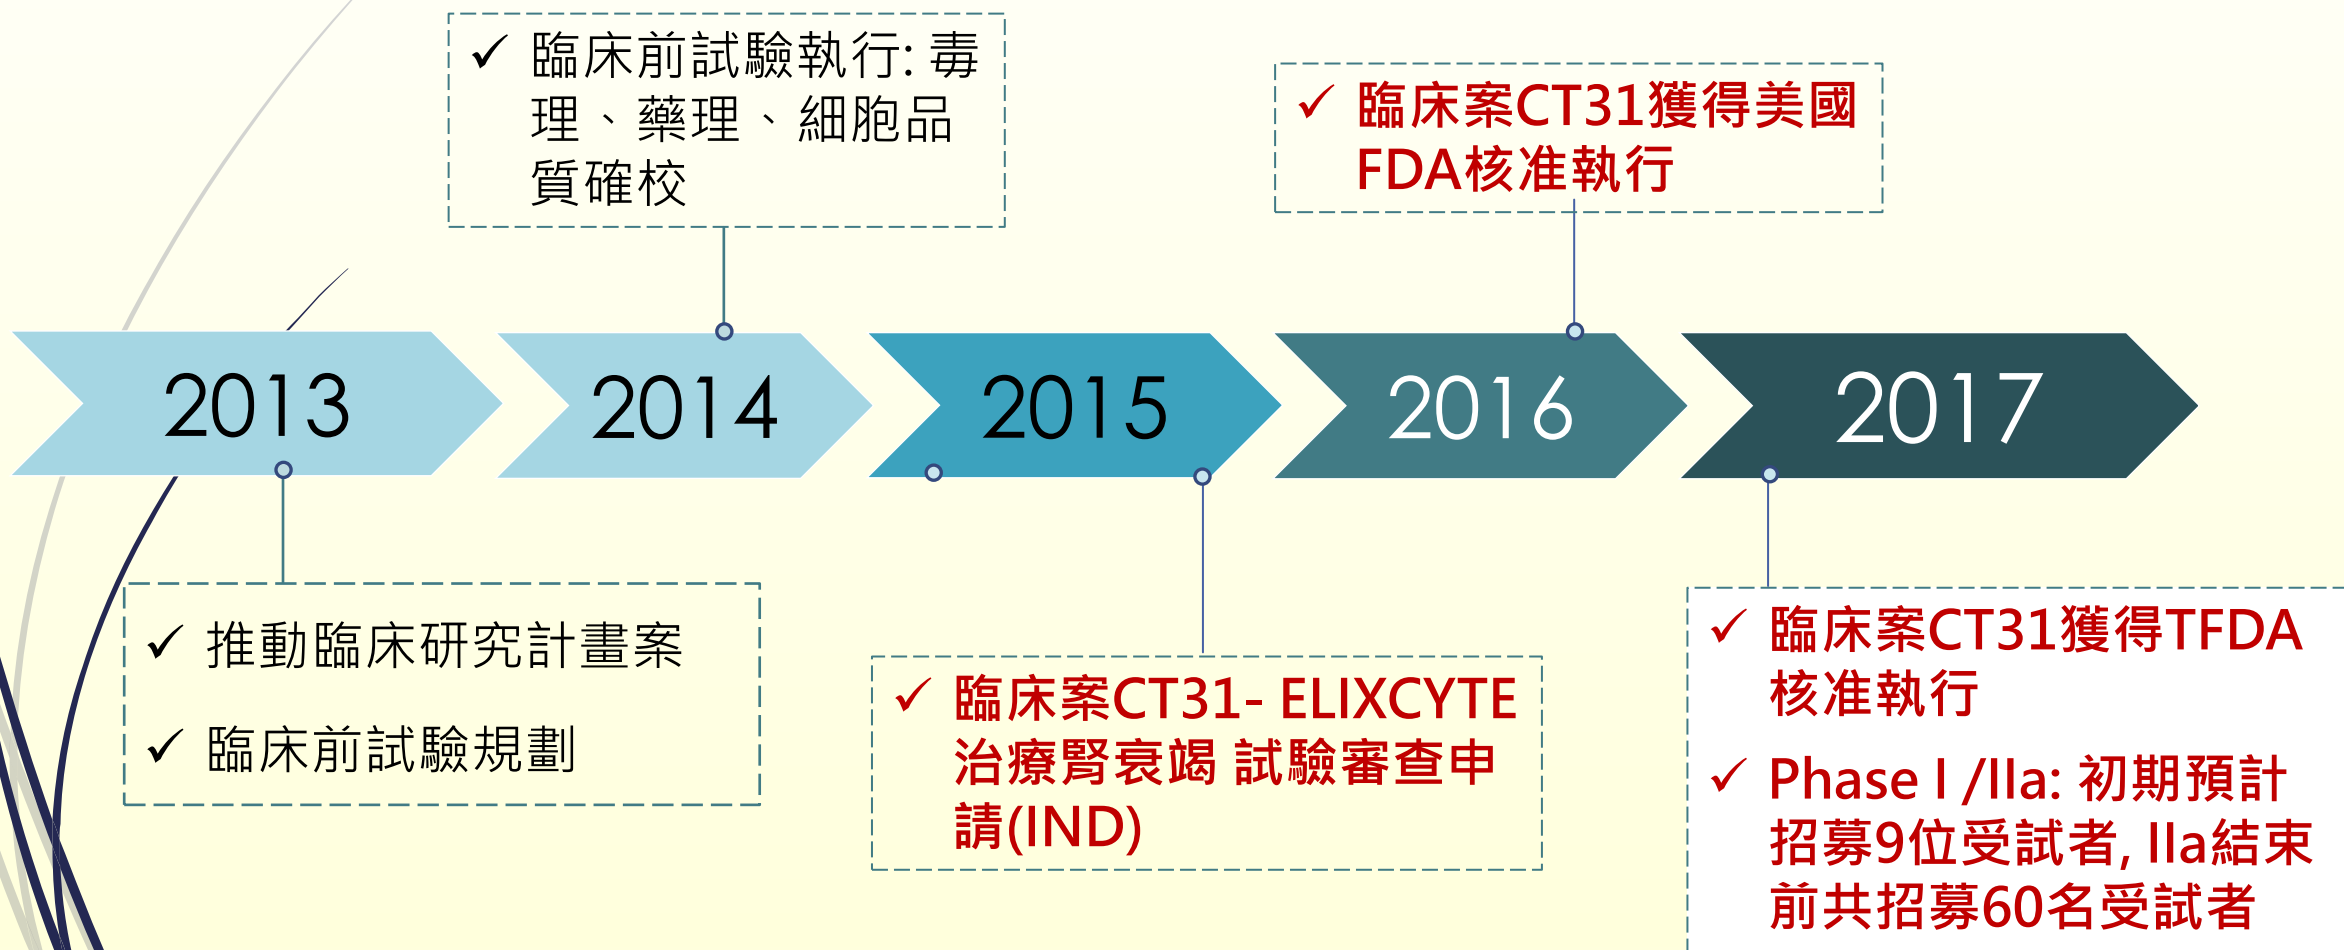 臨床前試驗執行: 毒
理、藥理、細胞品
質確校
臨床案CT31獲得美國
FDA核准執行
2013
2014
2015
2016
2017
推動臨床研究計畫案
臨床前試驗規劃
臨床案CT31- ELIXCYTE
治療腎衰竭 試驗審查申
請(IND)
臨床案CT31獲得TFDA
核准執行
Phase I /IIa: 初期預計
招募9位受試者, IIa結束
前共招募60名受試者